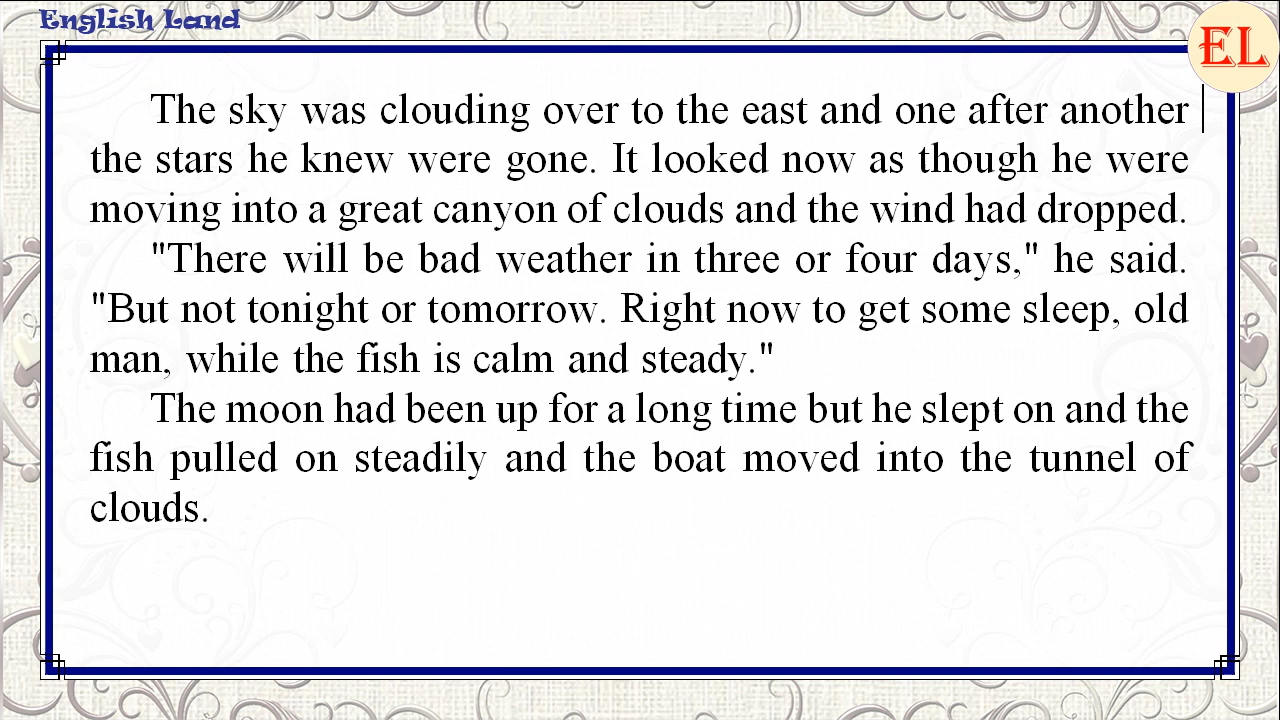 English Land
EL
The sky was clouding over to the east and one after another
the stars he knew were gone. It looked now as though he were
moving into a great canyon of clouds and the wind had dropped.
"There will be bad weather in three or four days," he said.
"But not tonight or tomorrow. Right now to get some sleep, old
man, while the fish is calm and steady."
The moon had been up for a long time but he slept on and the
fish pulled on steadily and the boat moved into the tunnel of
clouds.